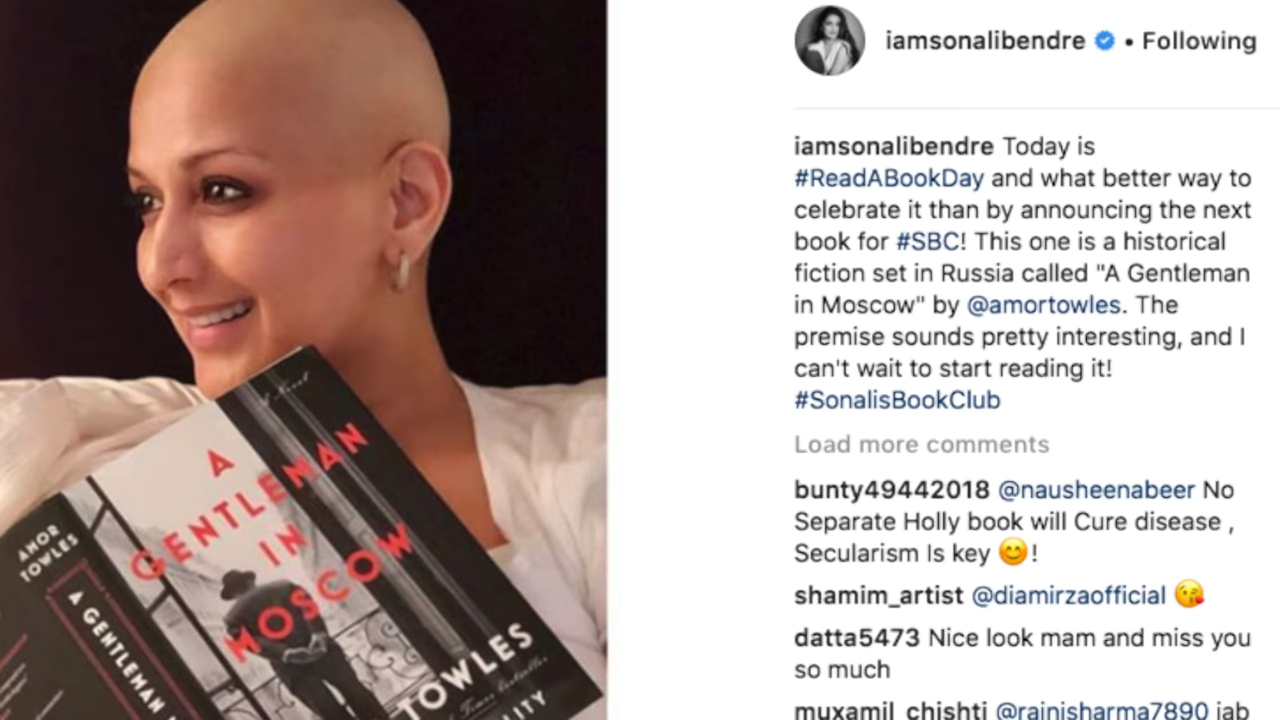 iamsonalibendre • Following
iamsonalibendre Today is
#ReadABookDay and what better way to
celebrate it than by announcing the next
book for #SBC! This one is a historical
fiction set in Russia called "A Gentleman
in Moscow" by @amortowles. The
premise sounds pretty interesting, and I
can't wait to start reading it!
#SonalisBookClub
Load more comments
bunty49442018 @nausheenabeer No
Separate Holly book will Cure disease ,
Secularism Is key 😊 !
shamim_artist @diamirzaofficial 😘
datta5473 Nice look mam and miss you
so much
muxamil_chishti @rajnisharma7890 jab
A Novel
A
GENTLEMAN
IN
MOSCOW
TOWLES
AMOR
TOWLES
A GENTLEMAN